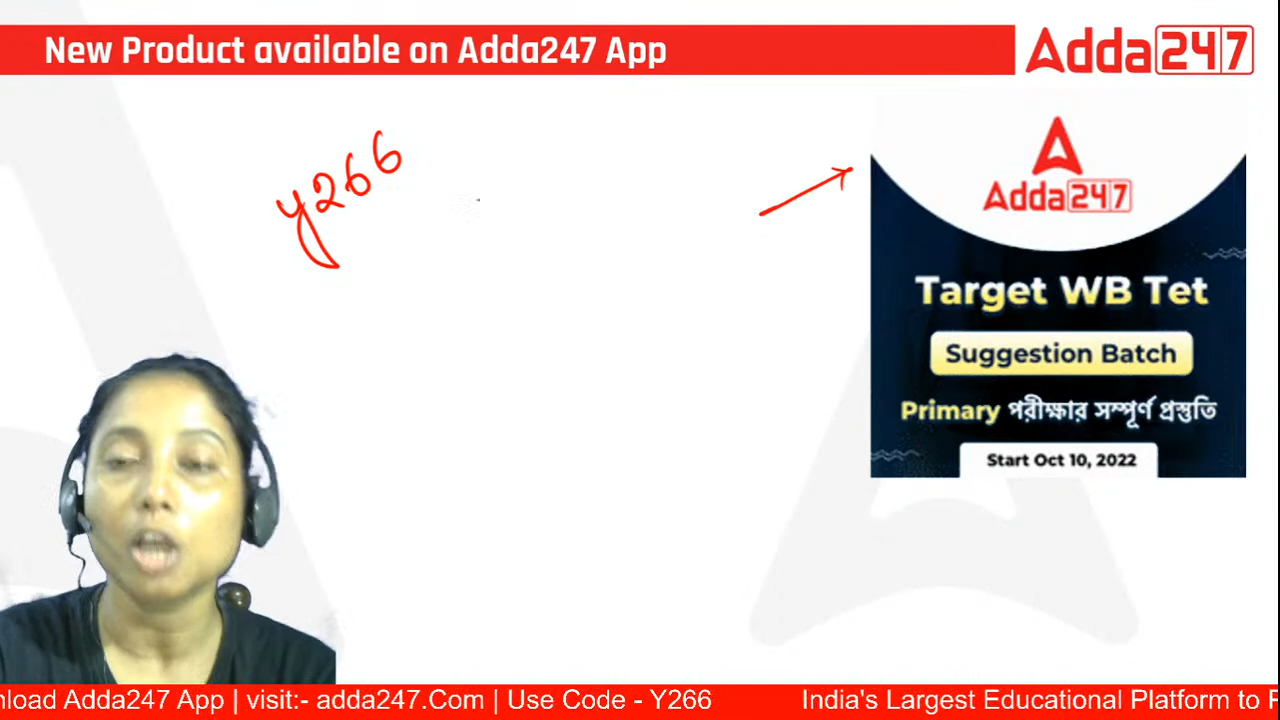 New Product available on Adda247 App
Adda247
y266
Adda247
Target WB Tet
Suggestion Batch
Primary পরীক্ষার সম্পূর্ণ প্রস্তুতি
Start Oct 10, 2022
nload Adda247 App | visit:- adda247.Com | Use Code - Y266 India's Largest Educational Platform to